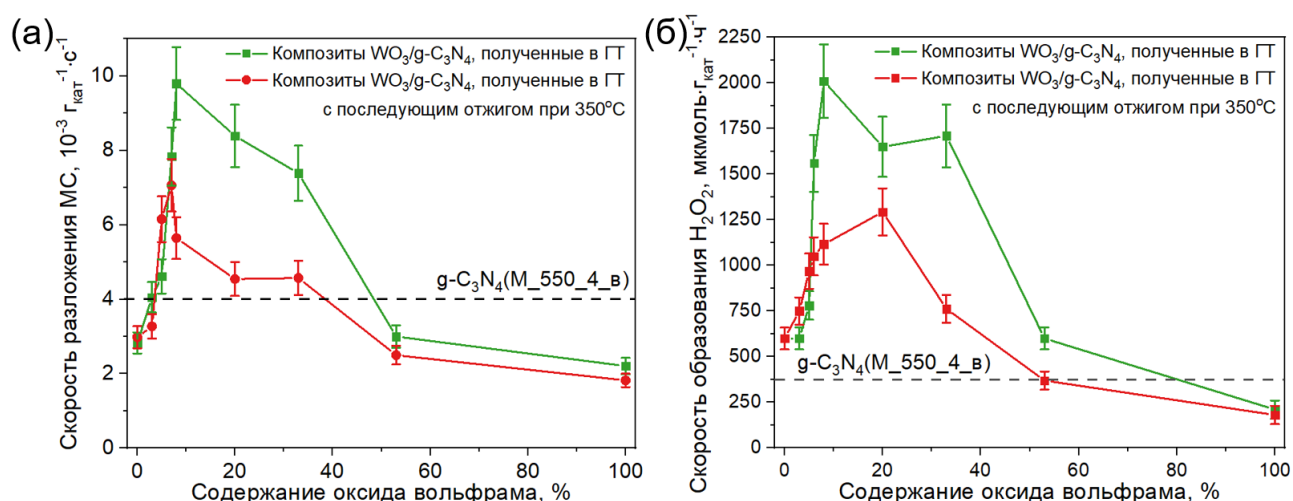 (а)
Скорость разложения МС, 10⁻³ г_кат⁻¹·с⁻¹
10
8
6
4
2
0
Композиты WO₃/g-C₃N₄, полученные в ГТ
Композиты WO₃/g-C₃N₄, полученные в ГТ
с последующим отжигом при 350°C
g-C₃N₄(М_550_4_в)
0 20 40 60 80 100
Содержание оксида вольфрама, %
(б)
Скорость образования H₂O₂, мкмоль·г_кат⁻¹·ч⁻¹
2250
2000
1750
1500
1250
1000
750
500
250
0
Композиты WO₃/g-C₃N₄, полученные в ГТ
Композиты WO₃/g-C₃N₄, полученные в ГТ
с последующим отжигом при 350°C
g-C₃N₄(М_550_4_в)
0 20 40 60 80 100
Содержание оксида вольфрама, %